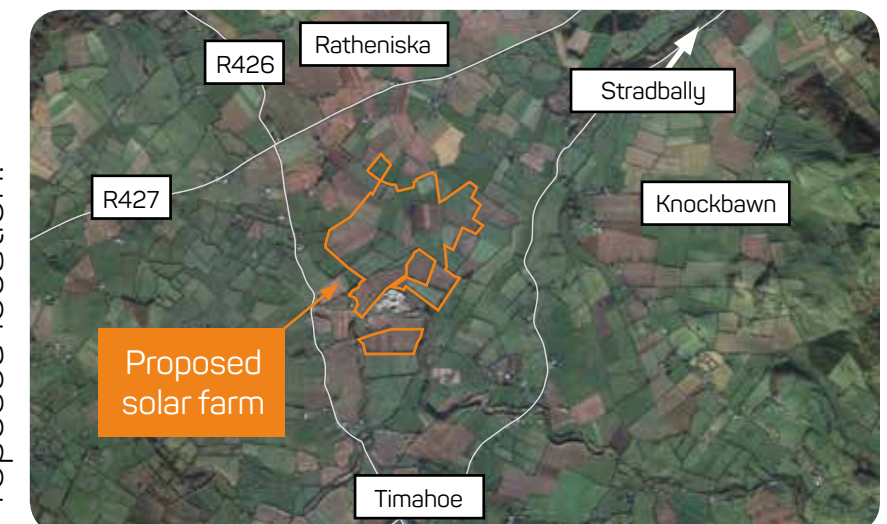 Ratheniska
R426
Stradbally
R427
Knockbawn
Proposed
solar farm
Timahoe